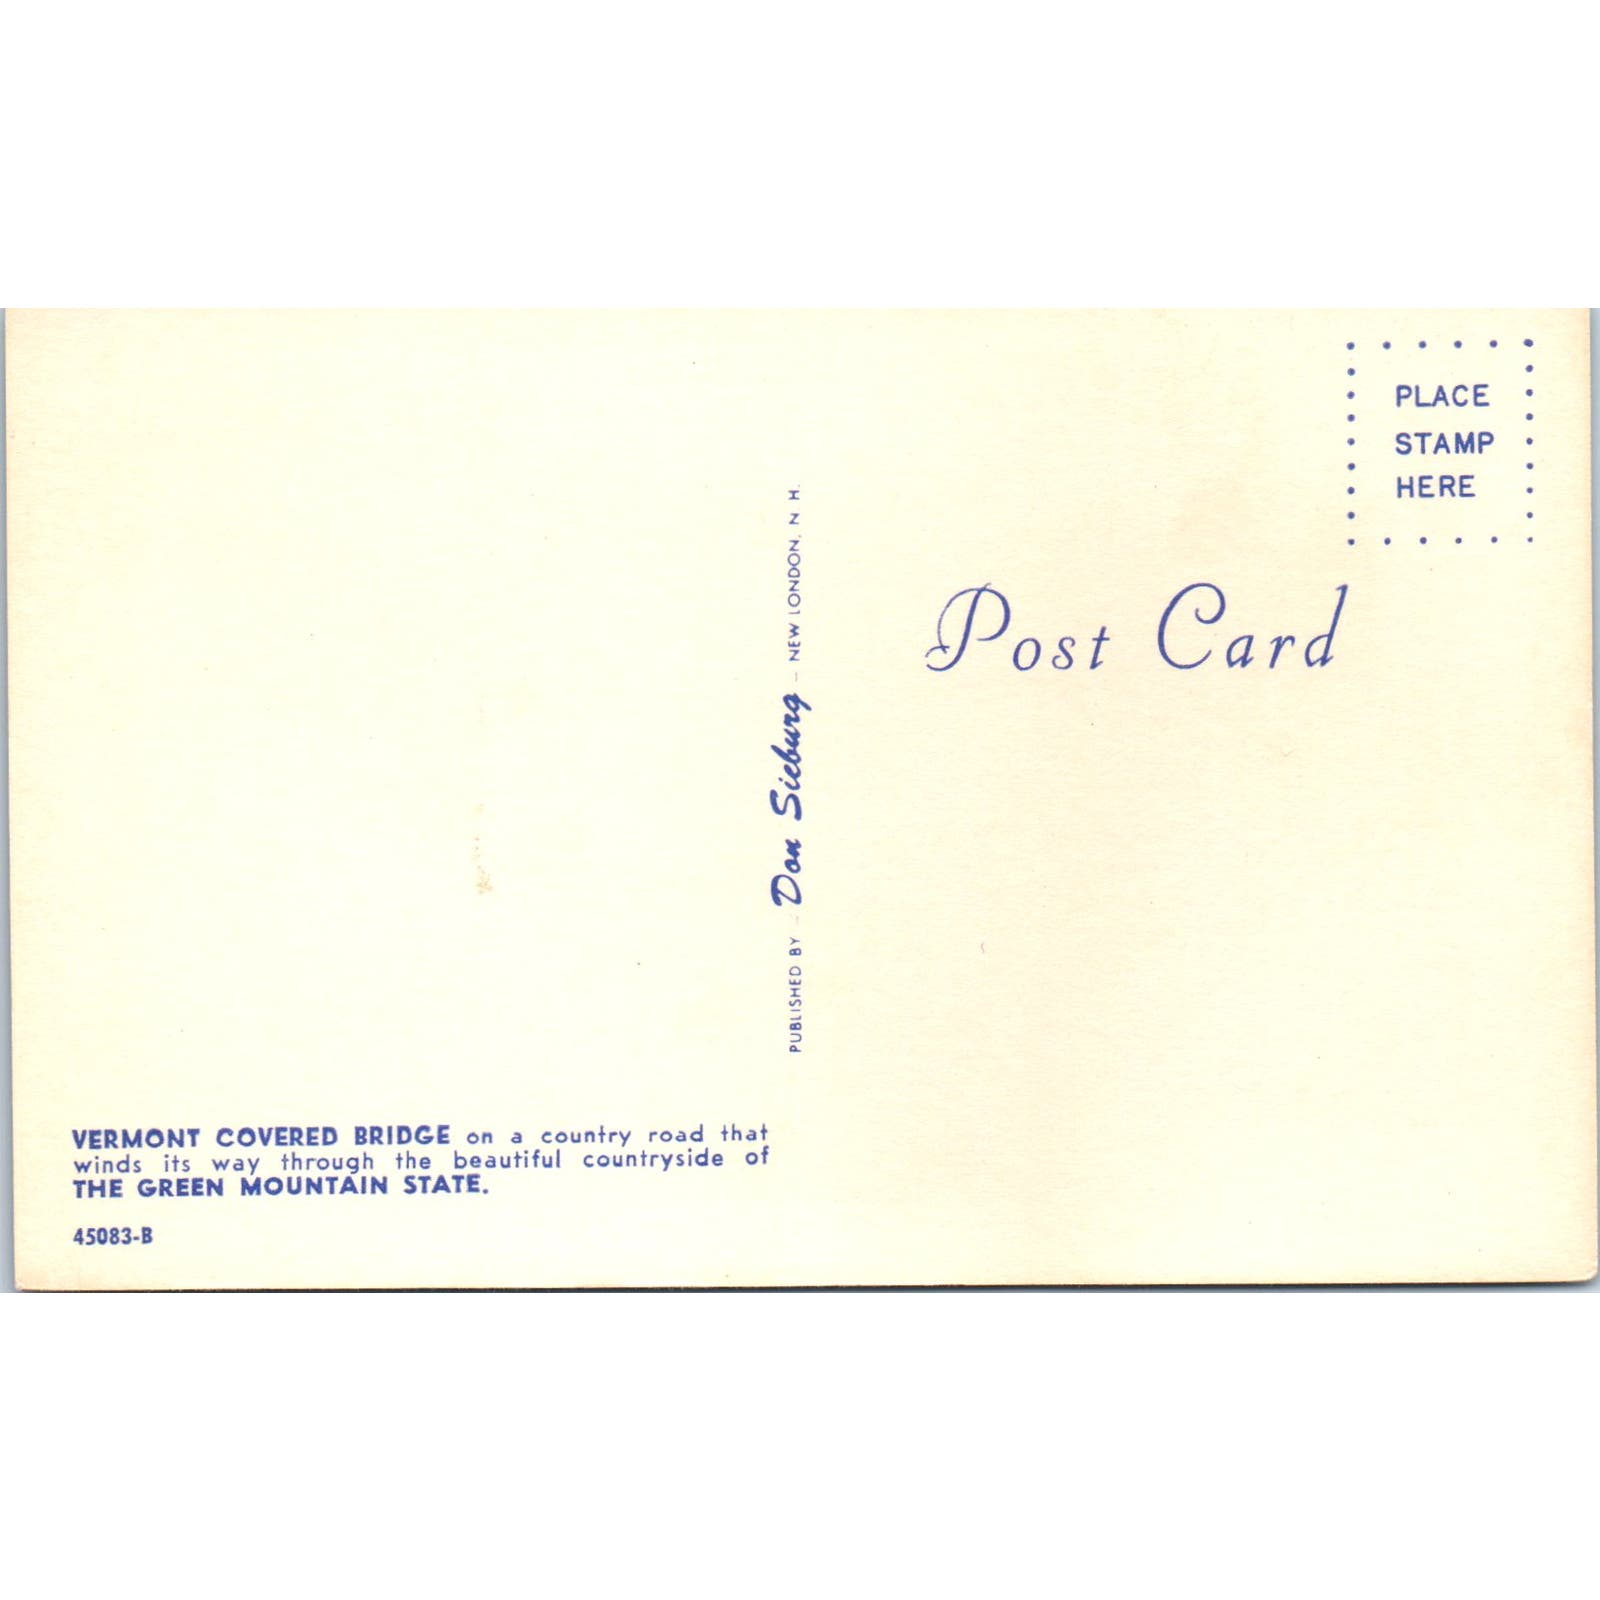 PLACE
STAMP
HERE
Post Card
PUBLISHED BY - Don Sieburg - NEW LONDON, N. H.
VERMONT COVERED BRIDGE on a country road that
winds its way through the beautiful countryside of
THE GREEN MOUNTAIN STATE.
45083-B